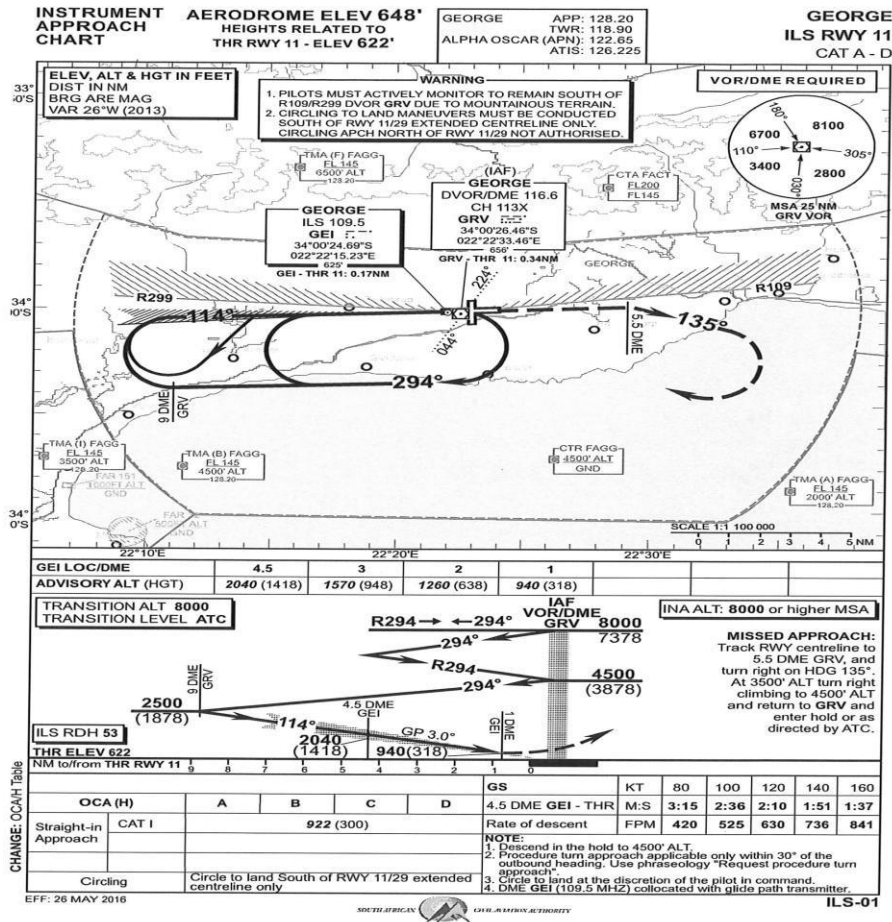 INSTRUMENT
APPROACH
CHART
AERODROME ELEV 648'
HEIGHTS RELATED TO
THR RWY 11 - ELEV 622'
GEORGE APP: 128.20
TWR: 118.90
ALPHA OSCAR (APN): 122.65
ATIS: 126.225
GEORGE
ILS RWY 11
CAT A - D
ELEV, ALT & HGT IN FEET
DIST IN NM
BRG ARE MAG
VAR 26°W (2013)
WARNING
1. PILOTS MUST ACTIVELY MONITOR TO REMAIN SOUTH OF
R109/R299 DVOR GRV DUE TO MOUNTAINOUS TERRAIN.
2. CIRCLING TO LAND MANEUVERS MUST BE CONDUCTED
SOUTH OF RWY 11/29 EXTENDED CENTRELINE ONLY.
CIRCLING APCH NORTH OF RWY 11/29 NOT AUTHORISED.
VOR/DME REQUIRED
180°
6700 8100
110° 305°
3400 2800
030°
MSA 25 NM
GRV VOR
TMA (F) FAGG
FL 145
6500' ALT
128.20
CTA FACT
FL200
FL145
(IAF)
GEORGE
DVOR/DME 116.6
CH 113X
GRV
34°00'26.46"S
022°22'33.46"E
656'
GRV - THR 11: 0.34NM
GEORGE
ILS 109.5
GEI
34°00'24.69"S
022°22'15.23"E
625'
GEI - THR 11: 0.17NM
GEORGE
R299
R109
224°
044°
114°
294°
135°
5.5 DME
9 DME
GRV
TMA (I) FAGG
FL 145
3500' ALT
128.20
TMA (B) FAGG
FL 145
4500' ALT
128.20
CTR FAGG
4500' ALT
GND
TMA (A) FAGG
FL 145
2000' ALT
128.20
FAR 151
1000FT ALT
GND
FAR
500FT ALT
GND
SCALE 1:1 100 000
0 1 2 3 4 5 NM
22°10'E 22°20'E 22°30'E
GEI LOC/DME 4.5 3 2 1
ADVISORY ALT (HGT) 2040 (1418) 1570 (948) 1260 (638) 940 (318)
TRANSITION ALT 8000
TRANSITION LEVEL ATC
IAF
VOR/DME
GRV
R294 294°
8000
7378
294°
R294
4500
(3878)
294°
9 DME
GRV
2500
(1878)
114°
4.5 DME
GEI
GP 3.0°
1 DME
GEI
2040
(1418)
940(318)
ILS RDH 53
THR ELEV 622
NM to/from THR RWY 11 9 8 7 6 5 4 3 2 1 0
INA ALT: 8000 or higher MSA
MISSED APPROACH:
Track RWY centreline to
5.5 DME GRV, and
turn right on HDG 135°.
At 3500' ALT turn right
climbing to 4500' ALT
and return to GRV and
enter hold or as
directed by ATC.
CHANGE: OCA/H Table
OCA (H) A B C D
Straight-in
Approach
CAT I 922 (300)
Circling
Circle to land South of RWY 11/29 extended
centreline only
GS KT 80 100 120 140 160
4.5 DME GEI - THR M:S 3:15 2:36 2:10 1:51 1:37
Rate of descent FPM 420 525 630 736 841
NOTE:
1. Descend in the hold to 4500' ALT.
2. Procedure turn approach applicable only within 30° of the
outbound heading. Use phraseology "Request procedure turn
approach".
3. Circle to land at the discretion of the pilot in command.
4. DME GEI (109.5 MHZ) collocated with glide path transmitter.
EFF: 26 MAY 2016
SOUTH AFRICAN CIVIL AVIATION AUTHORITY
ILS-01